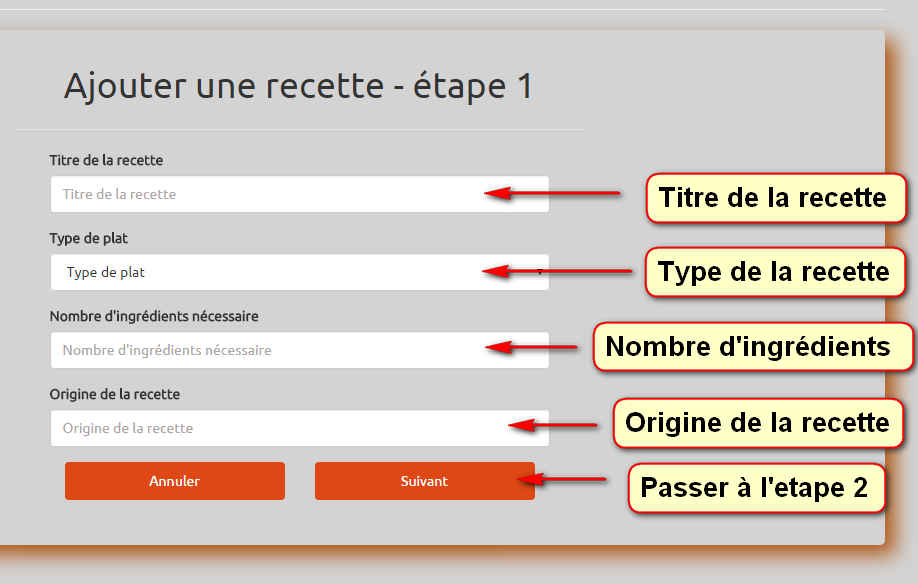 Ajouter une recette - étape 1
Titre de la recette
Titre de la recette
Titre de la recette
Type de plat
Type de plat
Type de la recette
Nombre d'ingrédients nécessaire
Nombre d'ingrédients nécessaire
Nombre d'ingrédients
Origine de la recette
Origine de la recette
Origine de la recette
Annuler
Suivant
Passer à l'etape 2